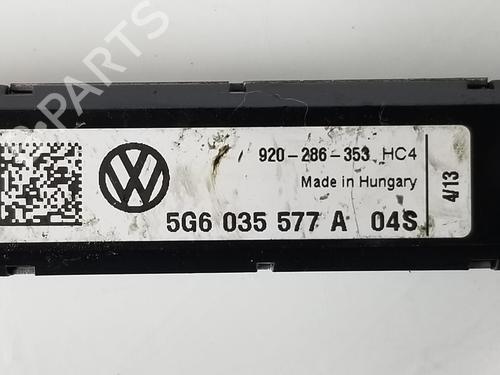 B-PARTS
920-286-353 HC4
Made in Hungary
5G6 035 577 A 04S
4/13